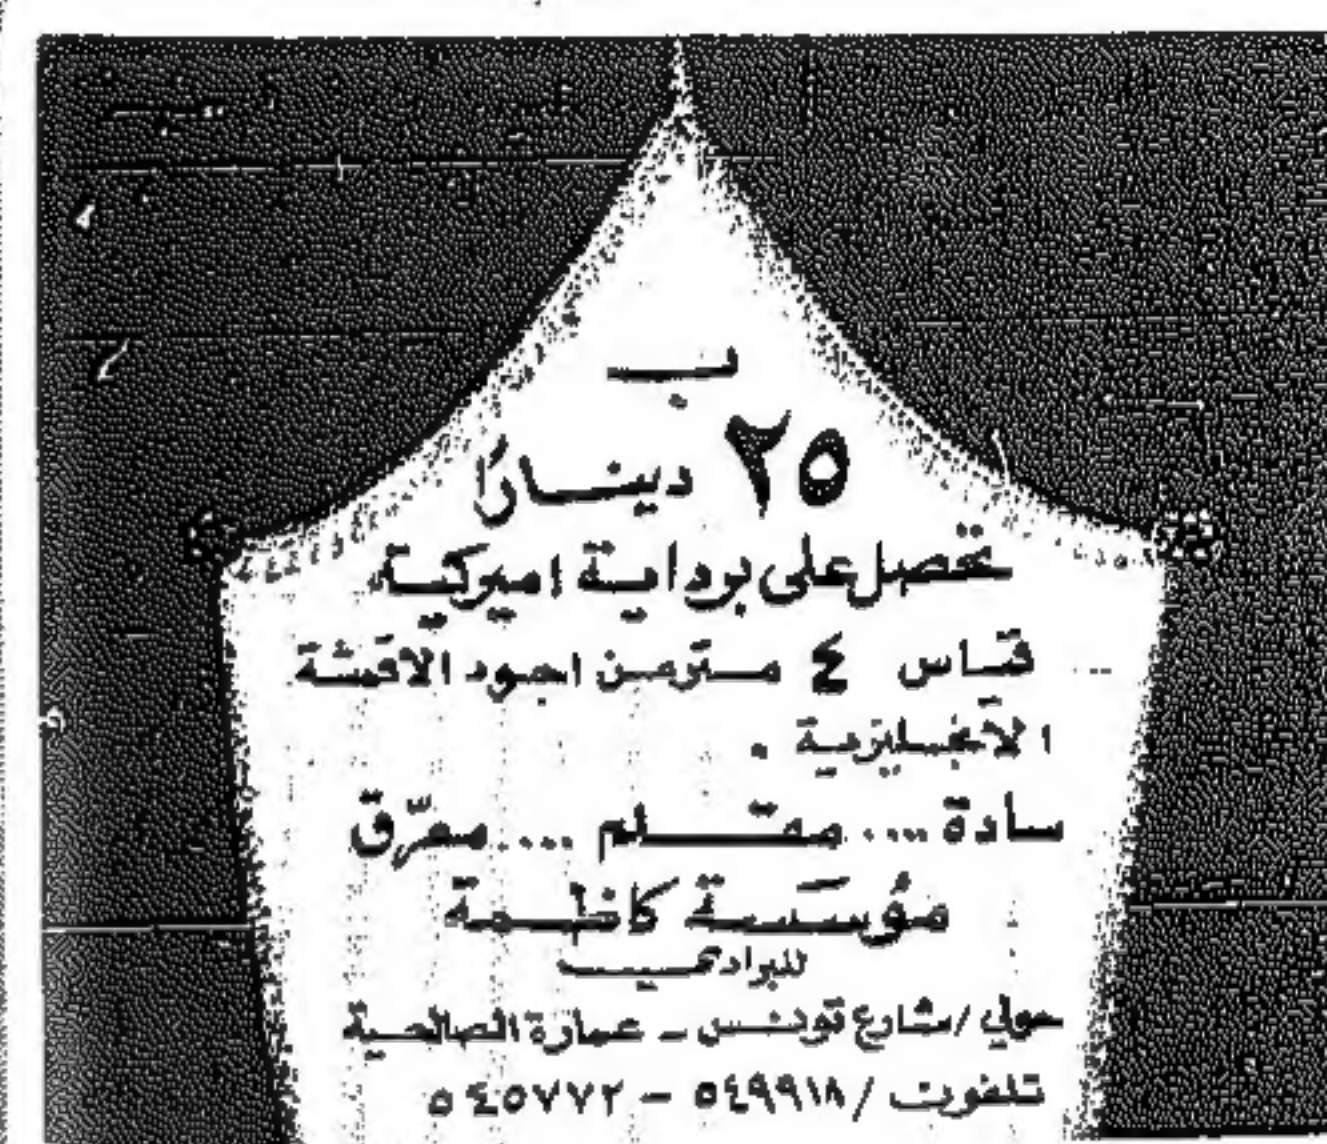 بـ
٢٥ دينارًا
تحصل على برداية اميركية
قياس ٤ متر من اجود الاقمشة
الانجليزية .
سادة .... مقلم .... معرّق
مؤسسة كاظمة
للبرادي
حولي / شارع تونس - عمارة الصالحية
تلفون / ٥٤٩٩١٨ - ٥٤٥٧٧٢